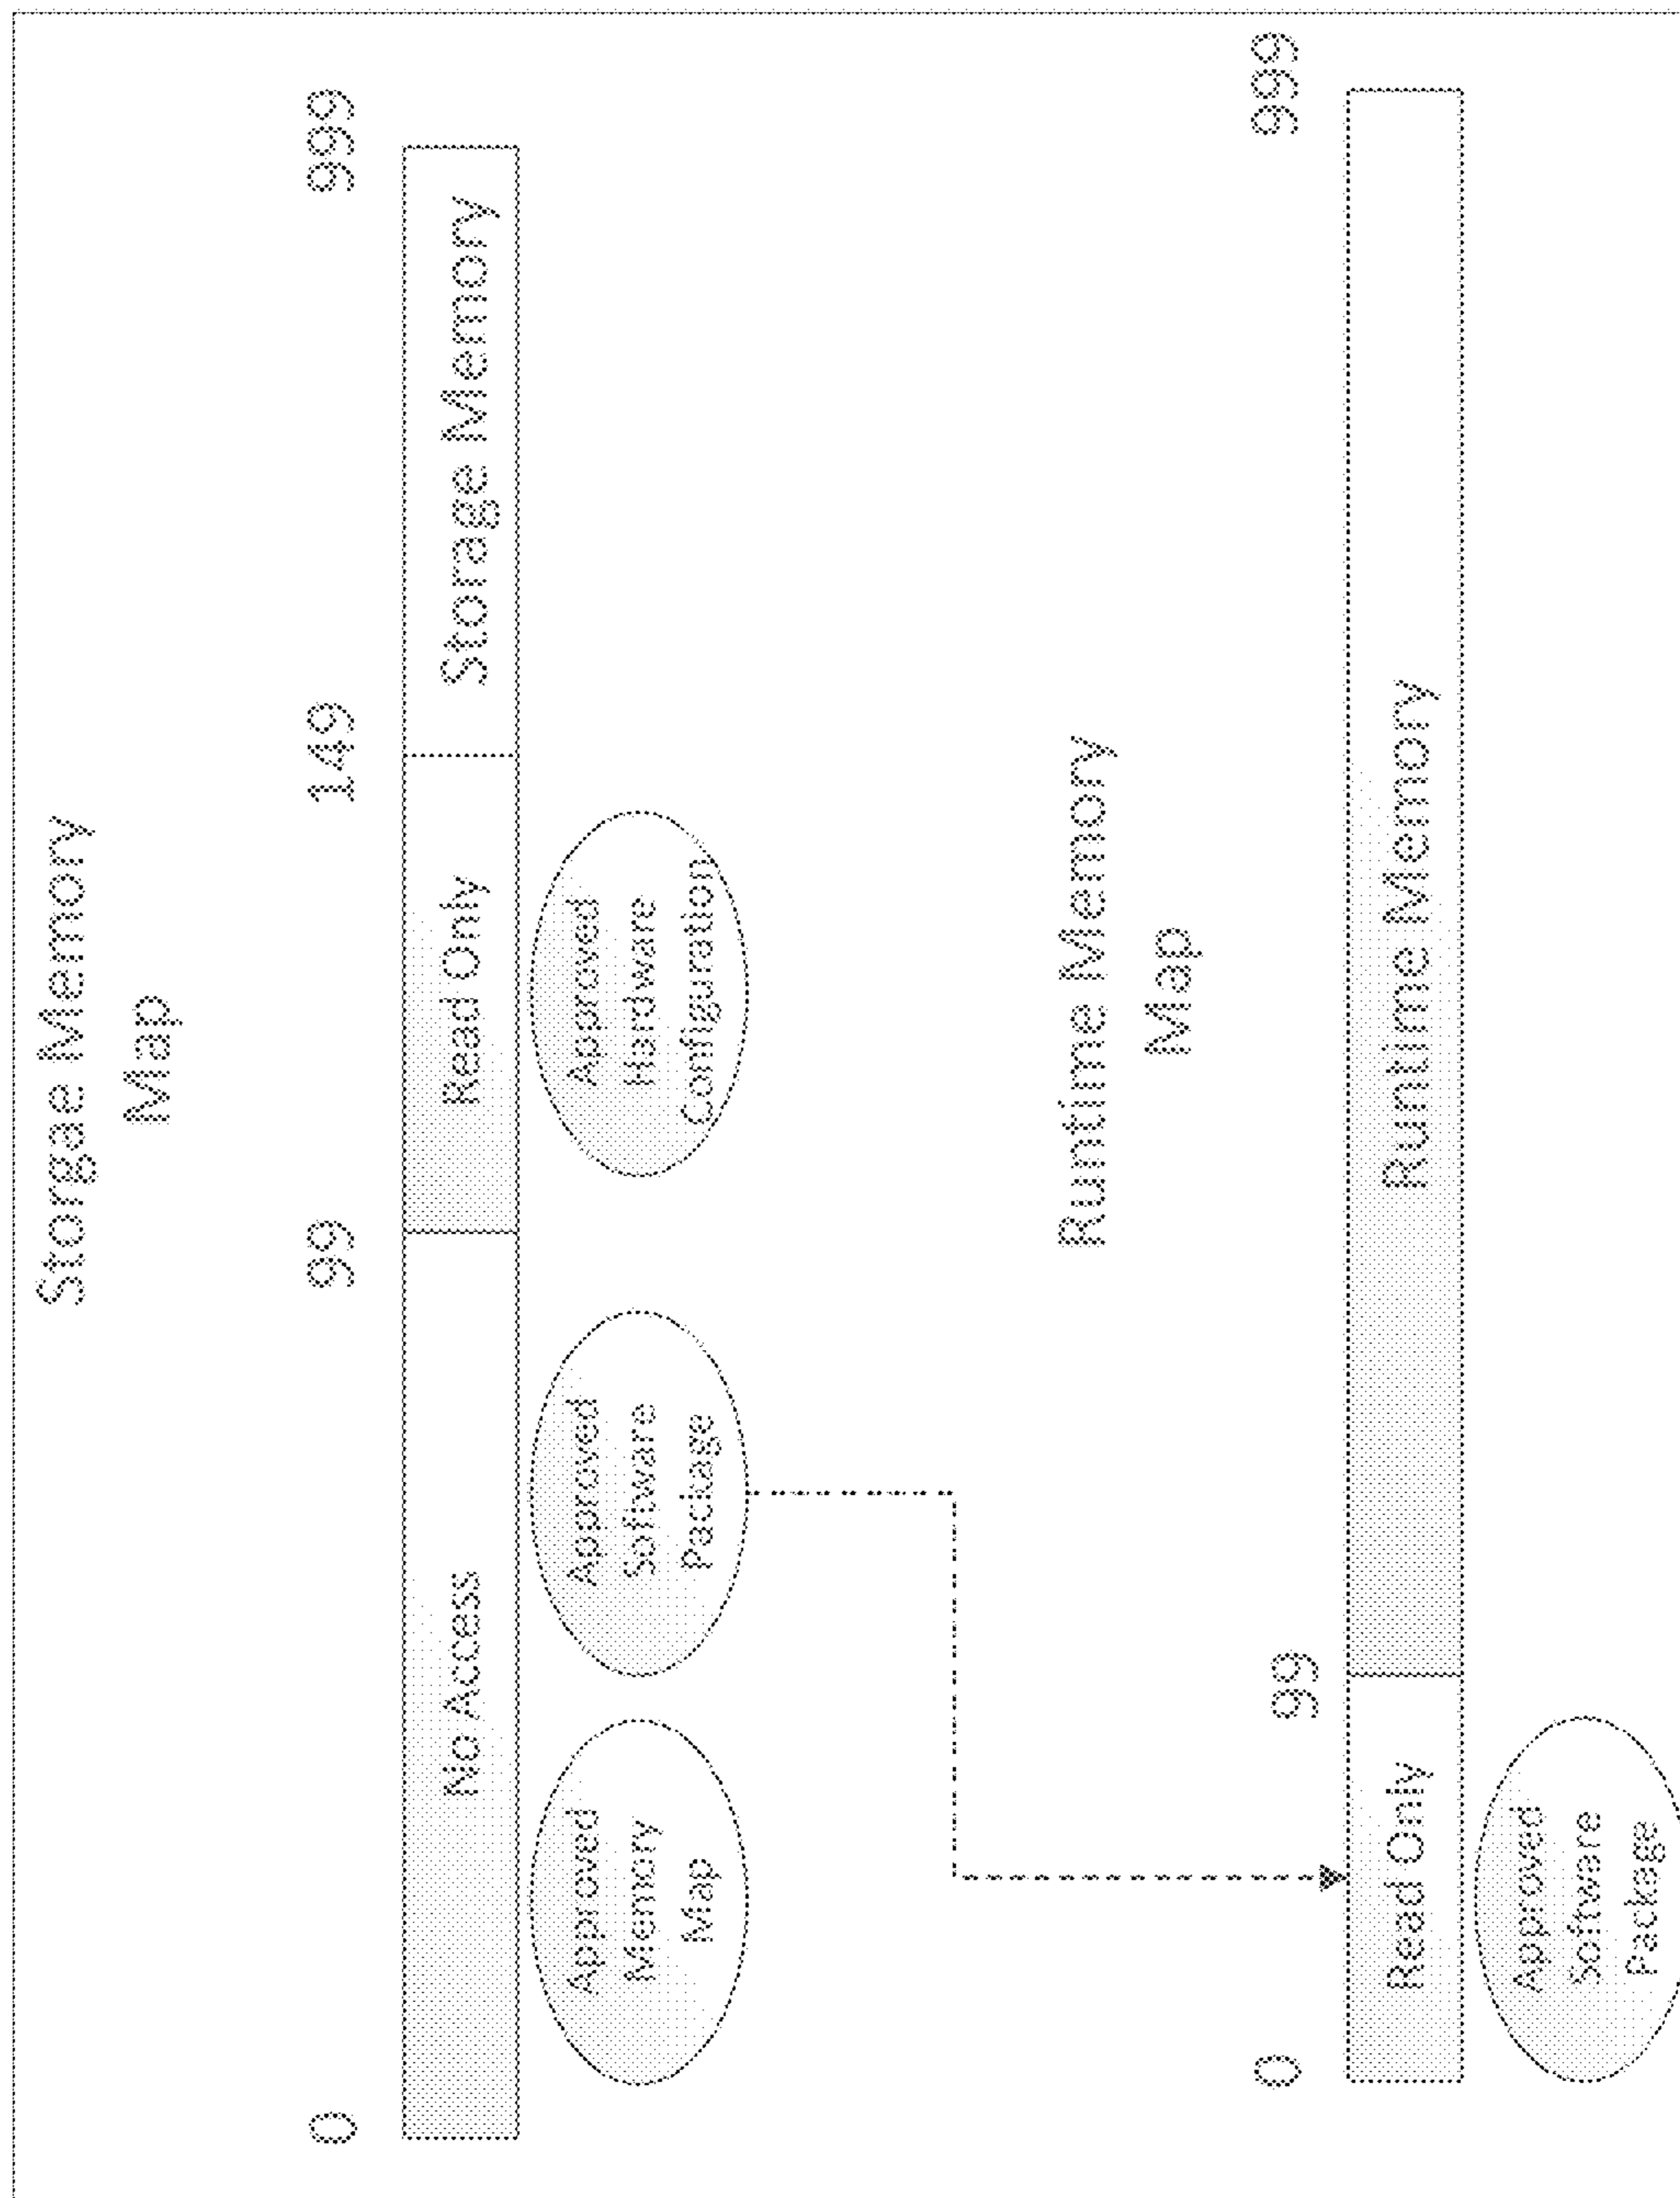 Storgae Memory
Map
0
99
149
999
No Access
Read Only
Storage Memory
Approved
Memory
Map
Approved
Software
Package
Approved
Hardware
Configuration
Runtime Memory
Map
0
99
999
Read Only
Runtime Memory
Approved
Software
Package